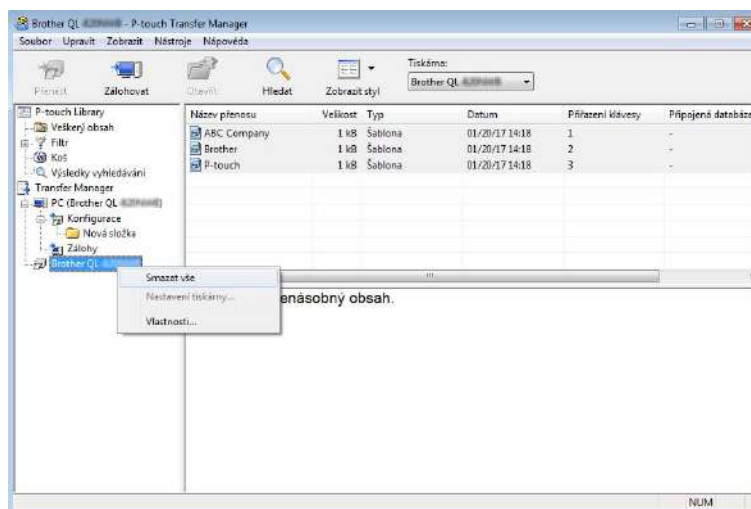 Brother QL - P-touch Transfer Manager
Soubor Upravit Zobrazit Nástroje Nápověda
Přenést Zálohovat Otevřít Hledat Zobrazit styl
Tiskárna:
Brother QL
P-touch Library
Veškerý obsah
Filtr
Koš
Výsledky vyhledávání
Transfer Manager
PC (Brother QL
Konfigurace
Nová složka
Zálohy
Brother QL
Název přenosu Velikost Typ Datum Přiřazení klávesy Připojená databáze
ABC Company 1 kB Šablona 01/20/17 14:18 1 -
Brother 1 kB Šablona 01/20/17 14:18 2 -
P-touch 1 kB Šablona 01/20/17 14:18 3 -
Smazat vše
Nastavení tiskárny...
Vlastnosti...
enásobný obsah.
NUM